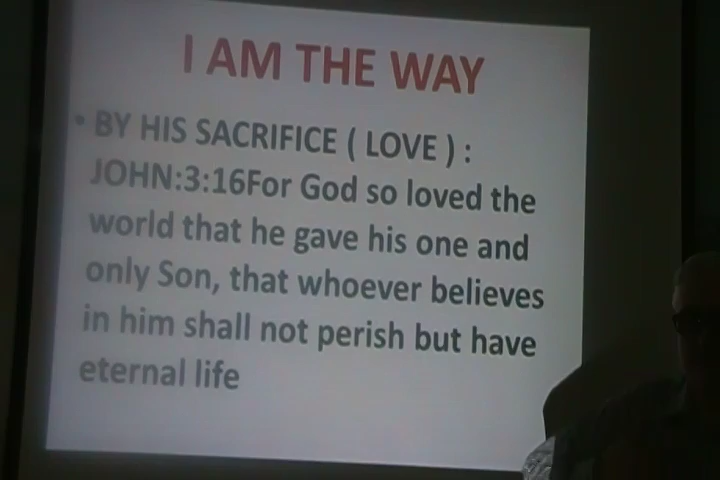 I AM THE WAY
• BY HIS SACRIFICE ( LOVE ) :
JOHN:3:16For God so loved the
world that he gave his one and
only Son, that whoever believes
in him shall not perish but have
eternal life